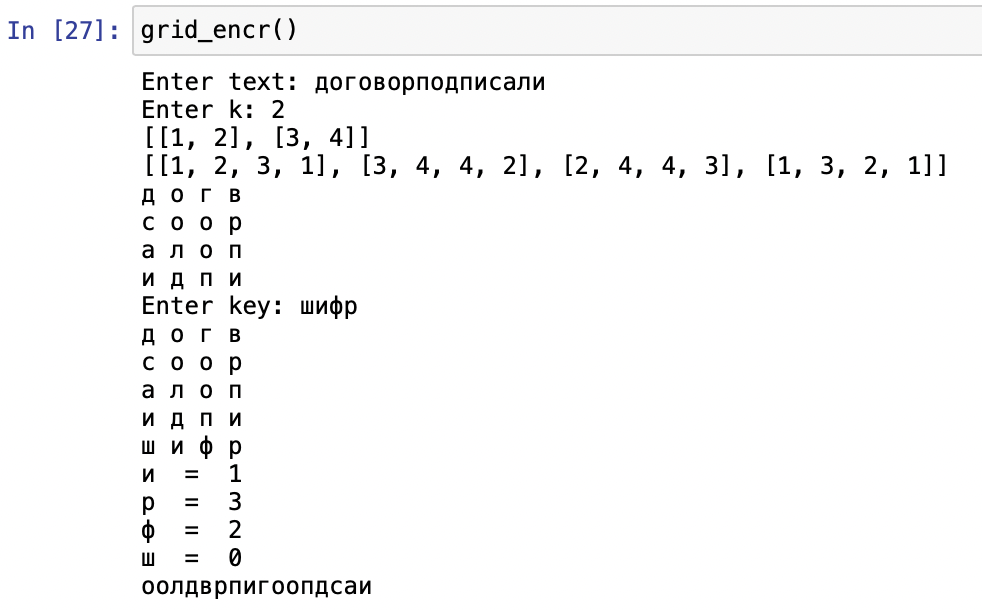 In [27]: grid_encr()
Enter text: договорподписали
Enter k: 2
[[1, 2], [3, 4]]
[[1, 2, 3, 1], [3, 4, 4, 2], [2, 4, 4, 3], [1, 3, 2, 1]]
д о г в
с о о р
а л о п
и д п и
Enter key: шифр
д о г в
с о о р
а л о п
и д п и
ш и ф р
и  =  1
р  =  3
ф  =  2
ш  =  0
оолдврпигоопдсаи